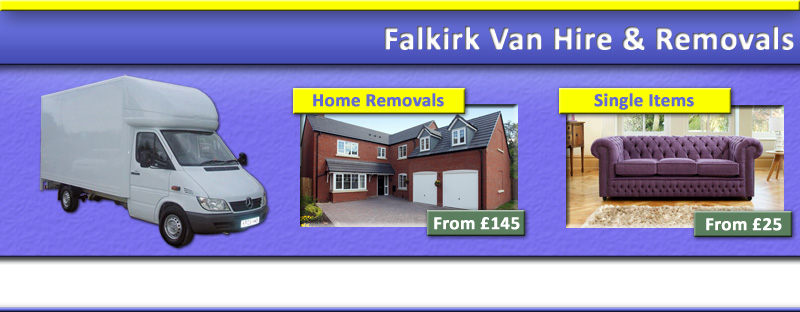 Falkirk Van Hire & Removals
Home Removals
Single Items
From £145
From £25